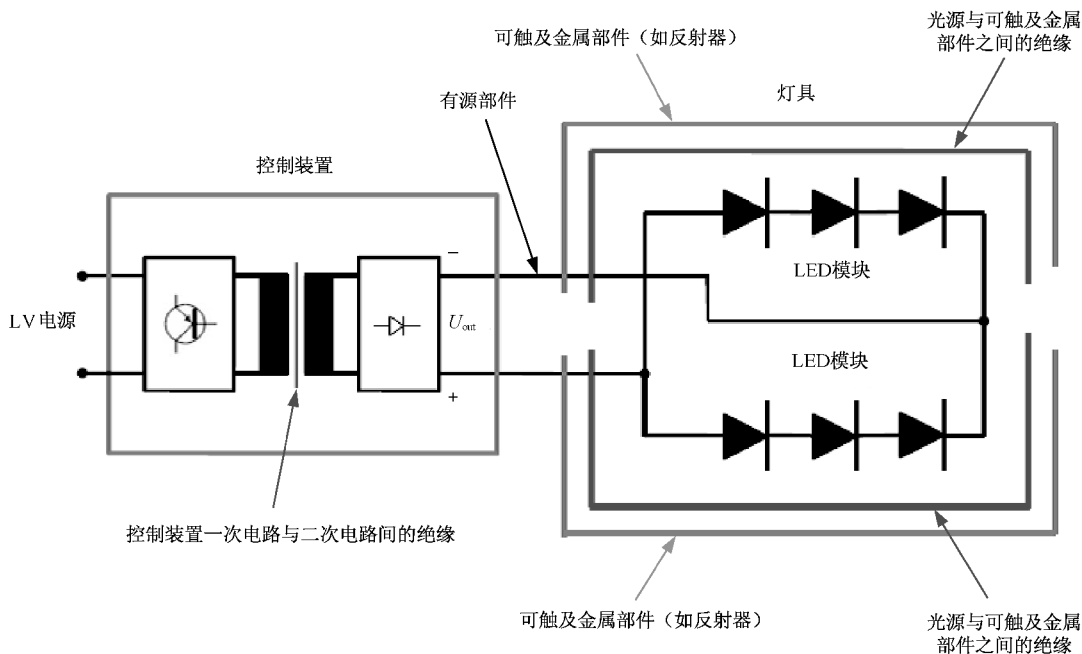 光源与可触及金属
部件之间的绝缘
可触及金属部件（如反射器）
灯具
有源部件
控制装置
LED模块
LV电源
−
Uout
+
LED模块
控制装置一次电路与二次电路间的绝缘
可触及金属部件（如反射器）
光源与可触及金属
部件之间的绝缘